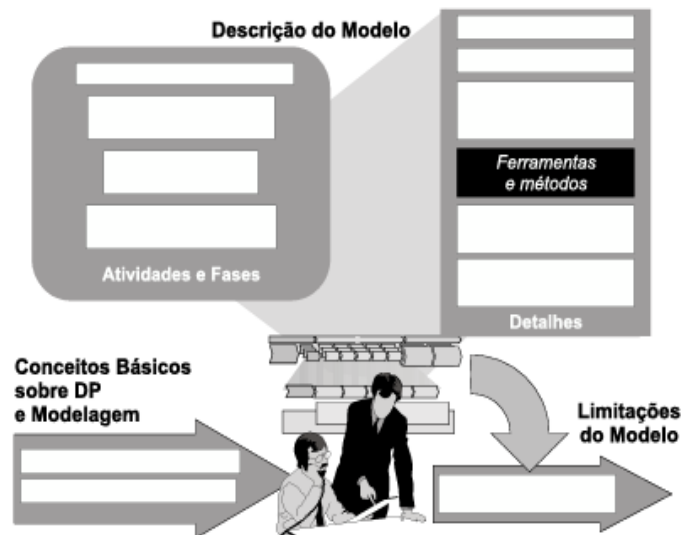 Descrição do Modelo
Ferramentas
e métodos
Atividades e Fases
Detalhes
Conceitos Básicos
sobre DP
e Modelagem
Limitações
do Modelo